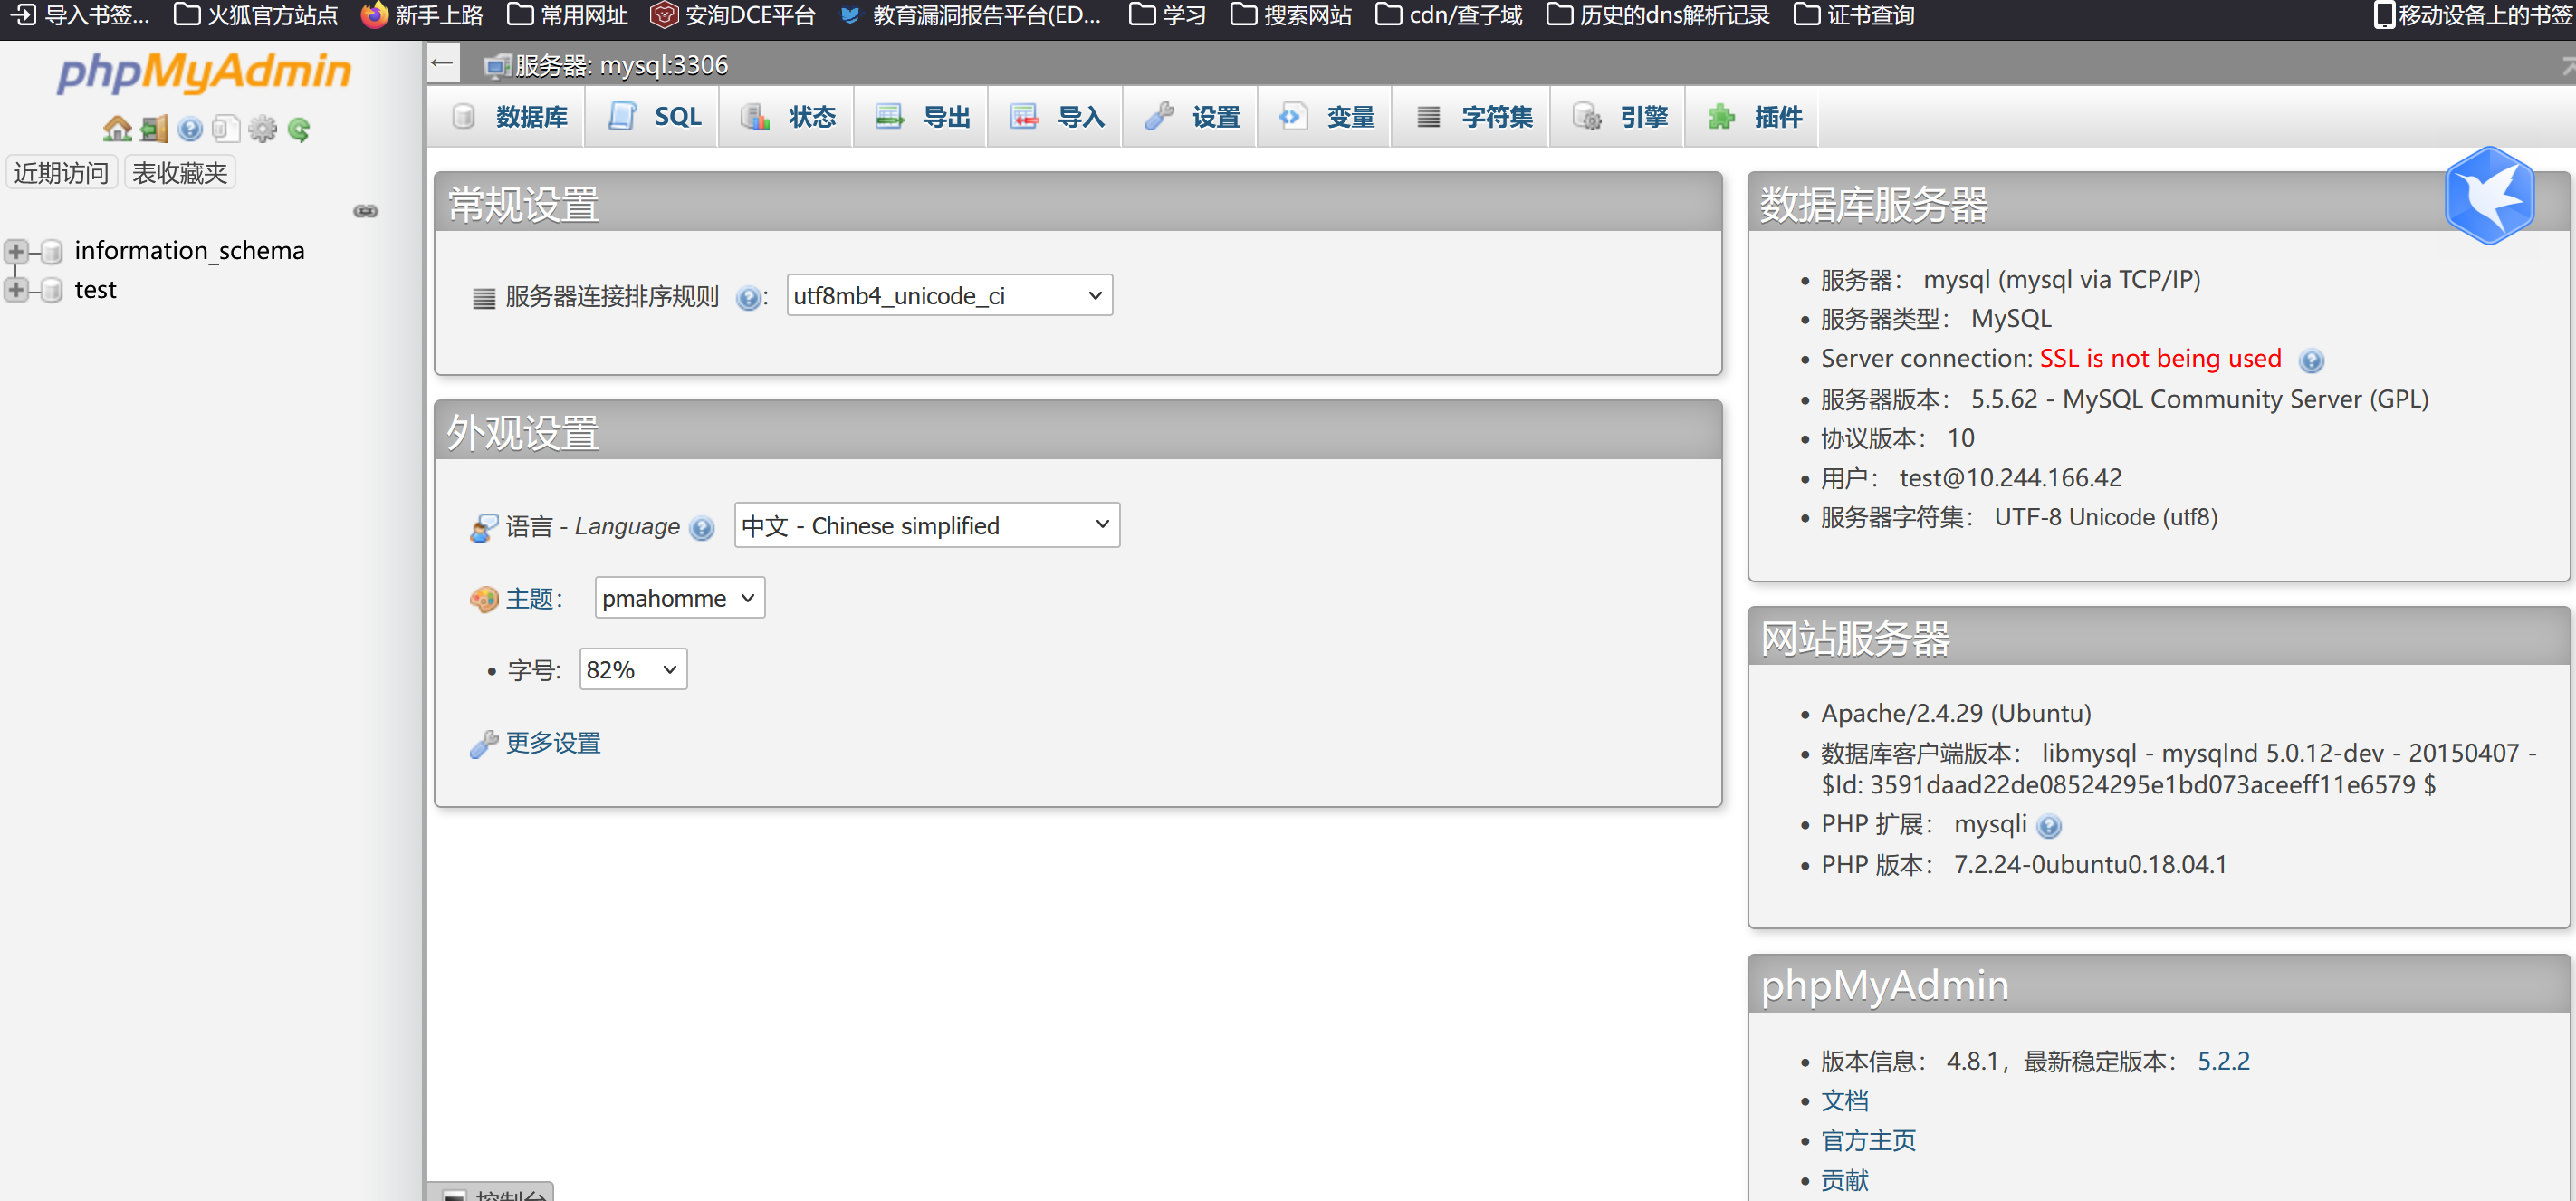 导入书签... 火狐官方站点 新手上路 常用网址 安洵DCE平台 教育漏洞报告平台(ED... 学习 搜索网站 cdn/查子域 历史的dns解析记录 证书查询 移动设备上的书签
phpMyAdmin
近期访问 表收藏夹
information_schema
test
服务器: mysql:3306
数据库 SQL 状态 导出 导入 设置 变量 字符集 引擎 插件
常规设置
服务器连接排序规则 : utf8mb4_unicode_ci
外观设置
语言 - Language 中文 - Chinese simplified
主题: pmahomme
字号: 82%
更多设置
控制台
数据库服务器
服务器: mysql (mysql via TCP/IP)
服务器类型: MySQL
Server connection: SSL is not being used
服务器版本: 5.5.62 - MySQL Community Server (GPL)
协议版本: 10
用户: test@10.244.166.42
服务器字符集: UTF-8 Unicode (utf8)
网站服务器
Apache/2.4.29 (Ubuntu)
数据库客户端版本: libmysql - mysqlnd 5.0.12-dev - 20150407 -
$Id: 3591daad22de08524295e1bd073aceeff11e6579 $
PHP 扩展: mysqli
PHP 版本: 7.2.24-0ubuntu0.18.04.1
phpMyAdmin
版本信息: 4.8.1，最新稳定版本: 5.2.2
文档
官方主页
贡献